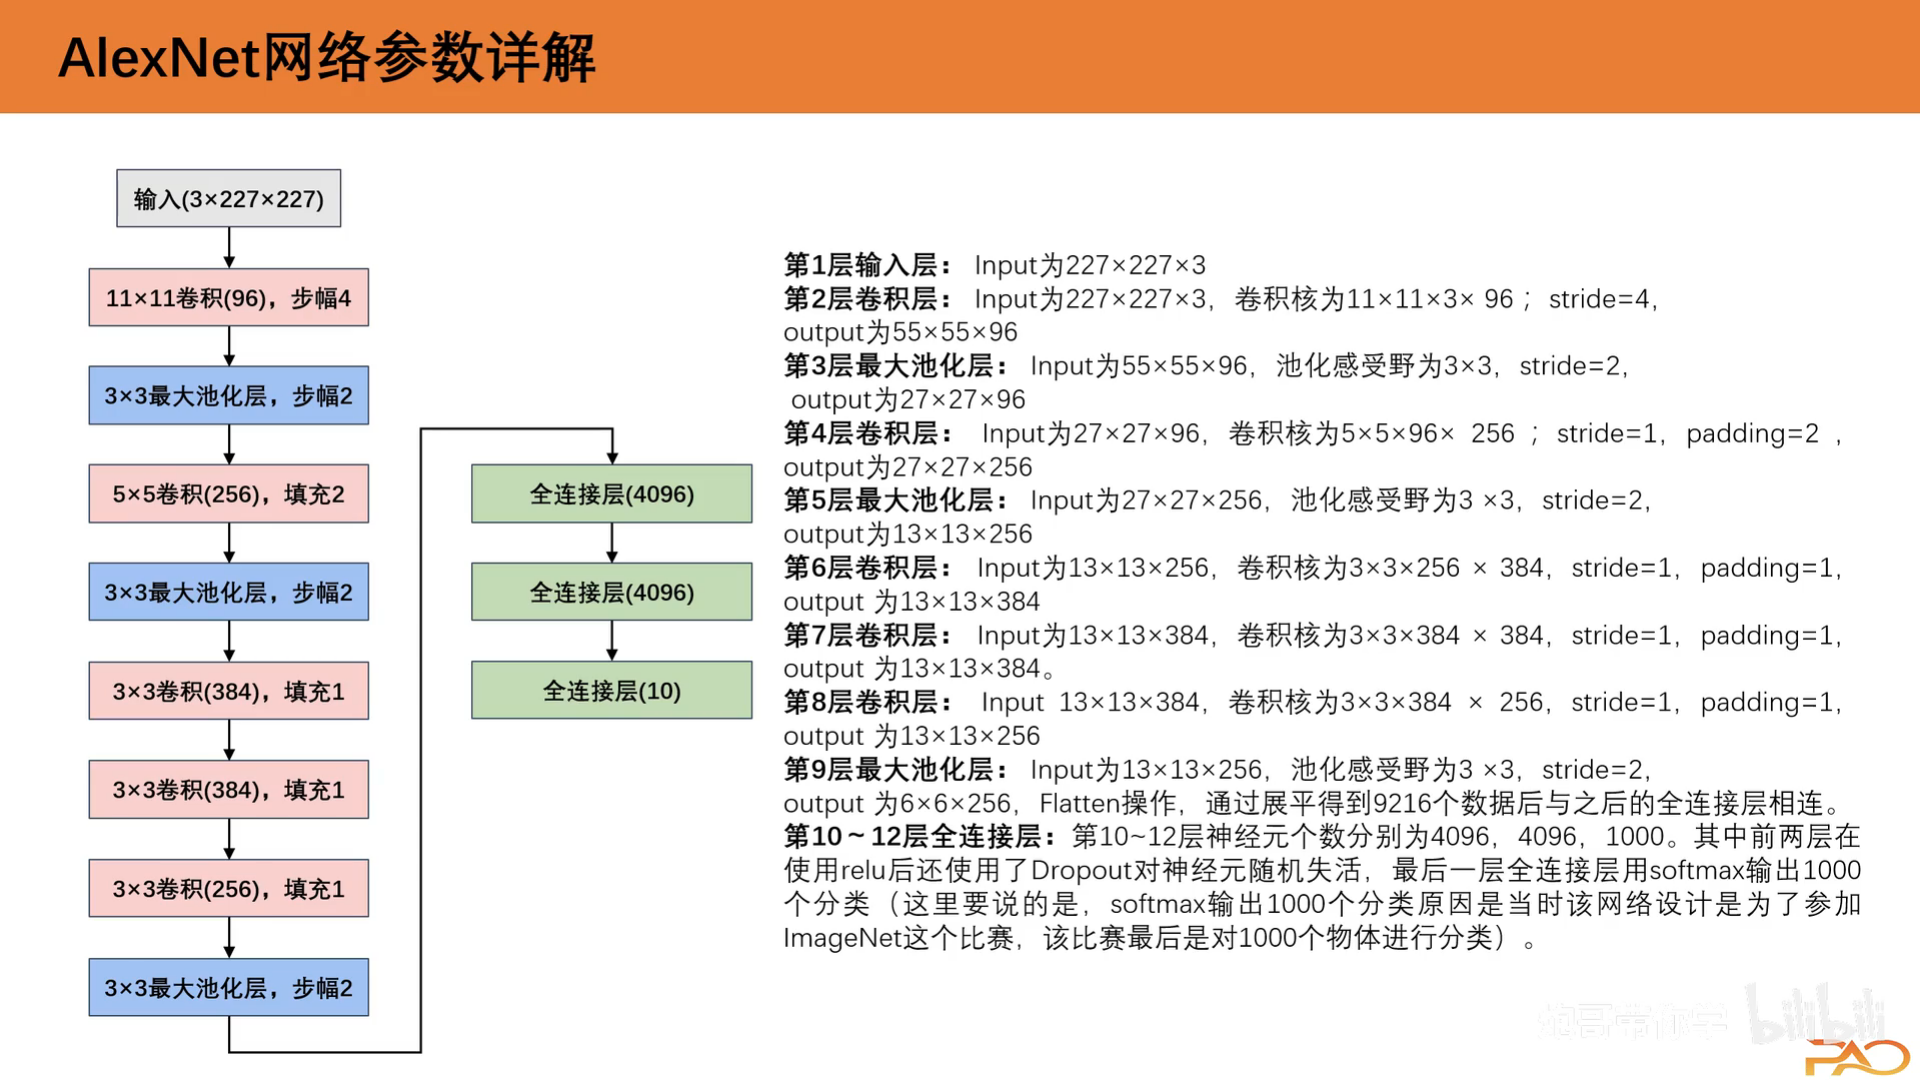 AlexNet网络参数详解
输入(3×227×227)
11×11卷积(96)，步幅4
3×3最大池化层，步幅2
5×5卷积(256)，填充2
3×3最大池化层，步幅2
3×3卷积(384)，填充1
3×3卷积(384)，填充1
3×3卷积(256)，填充1
3×3最大池化层，步幅2
全连接层(4096)
全连接层(4096)
全连接层(10)
第1层输入层： Input为227×227×3
第2层卷积层： Input为227×227×3，卷积核为11×11×3× 96； stride=4，
output为55×55×96
第3层最大池化层： Input为55×55×96，池化感受野为3×3，stride=2，
output为27×27×96
第4层卷积层： Input为27×27×96，卷积核为5×5×96× 256 ；stride=1，padding=2 ，
output为27×27×256
第5层最大池化层： Input为27×27×256，池化感受野为3 ×3，stride=2，
output为13×13×256
第6层卷积层： Input为13×13×256，卷积核为3×3×256 × 384，stride=1，padding=1，
output 为13×13×384
第7层卷积层： Input为13×13×384，卷积核为3×3×384 × 384，stride=1，padding=1，
output 为13×13×384。
第8层卷积层： Input 13×13×384，卷积核为3×3×384 × 256，stride=1，padding=1，
output 为13×13×256
第9层最大池化层： Input为13×13×256，池化感受野为3 ×3，stride=2，
output 为6×6×256，Flatten操作，通过展平得到9216个数据后与之后的全连接层相连。
第10～12层全连接层：第10~12层神经元个数分别为4096，4096，1000。其中前两层在
使用relu后还使用了Dropout对神经元随机失活，最后一层全连接层用softmax输出1000
个分类（这里要说的是，softmax输出1000个分类原因是当时该网络设计是为了参加
ImageNet这个比赛，该比赛最后是对1000个物体进行分类）。
炮哥带你学
bilibili
PAO